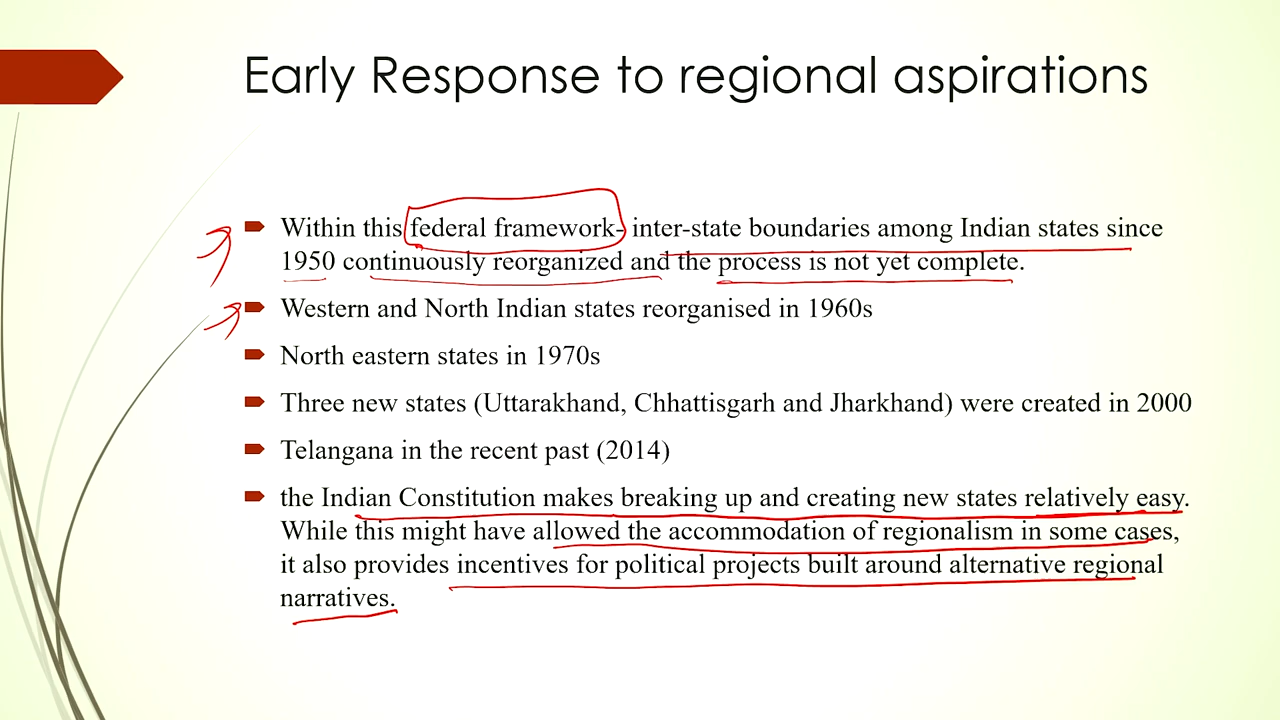 Early Response to regional aspirations
Within this federal framework- inter-state boundaries among Indian states since
1950 continuously reorganized and the process is not yet complete.
Western and North Indian states reorganised in 1960s
North eastern states in 1970s
Three new states (Uttarakhand, Chhattisgarh and Jharkhand) were created in 2000
Telangana in the recent past (2014)
the Indian Constitution makes breaking up and creating new states relatively easy.
While this might have allowed the accommodation of regionalism in some cases,
it also provides incentives for political projects built around alternative regional
narratives.